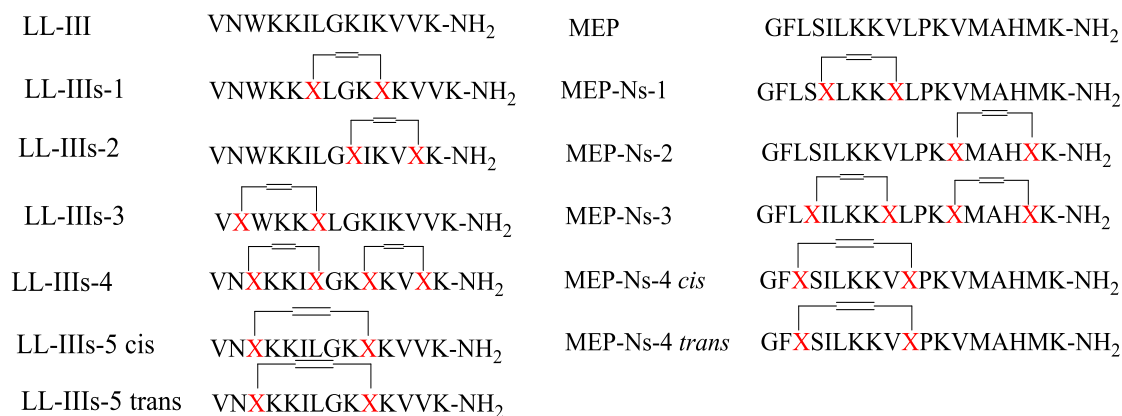 LL-III VNWKKILGKIKVVK-NH₂
LL-IIIs-1 VNWKKXLGKXKVVK-NH₂
LL-IIIs-2 VNWKKILGXIKVXK-NH₂
LL-IIIs-3 VXWKKXLGKIKVVK-NH₂
LL-IIIs-4 VNXKKIXGKXKVXK-NH₂
LL-IIIs-5 cis VNXKKILGKXKVVK-NH₂
LL-IIIs-5 trans VNXKKILGKXKVVK-NH₂
MEP GFLSILKKVLPKVMAHMK-NH₂
MEP-Ns-1 GFLSXLKKXLPKVMAHMK-NH₂
MEP-Ns-2 GFLSILKKVLPKXMAHXK-NH₂
MEP-Ns-3 GFLXILKKXLPKXMAHXK-NH₂
MEP-Ns-4 cis GFXSILKKVXPKVMAHMK-NH₂
MEP-Ns-4 trans GFXSILKKVXPKVMAHMK-NH₂